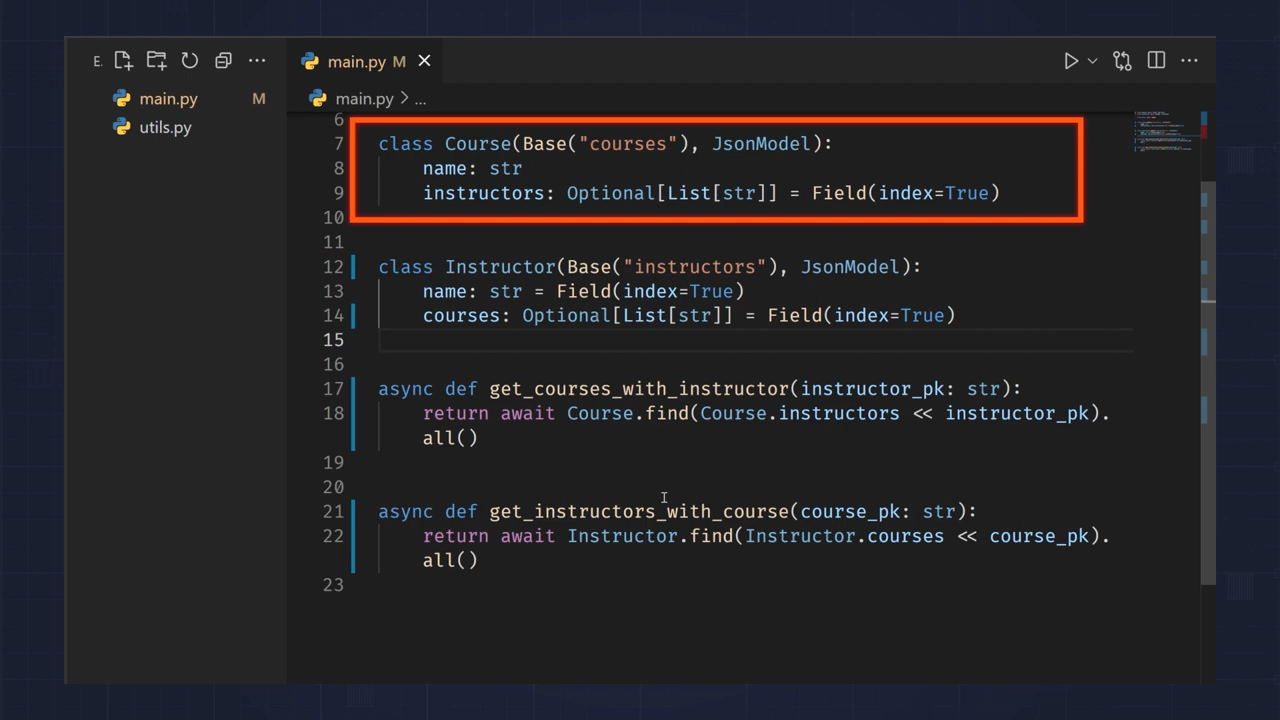 E.
main.py M
main.py M
utils.py
main.py > ...
6
7 class Course(Base("courses"), JsonModel):
8 name: str
9 instructors: Optional[List[str]] = Field(index=True)
10
11
12 class Instructor(Base("instructors"), JsonModel):
13 name: str = Field(index=True)
14 courses: Optional[List[str]] = Field(index=True)
15
16
17 async def get_courses_with_instructor(instructor_pk: str):
18 return await Course.find(Course.instructors << instructor_pk).
all()
19
20
21 async def get_instructors_with_course(course_pk: str):
22 return await Instructor.find(Instructor.courses << course_pk).
all()
23